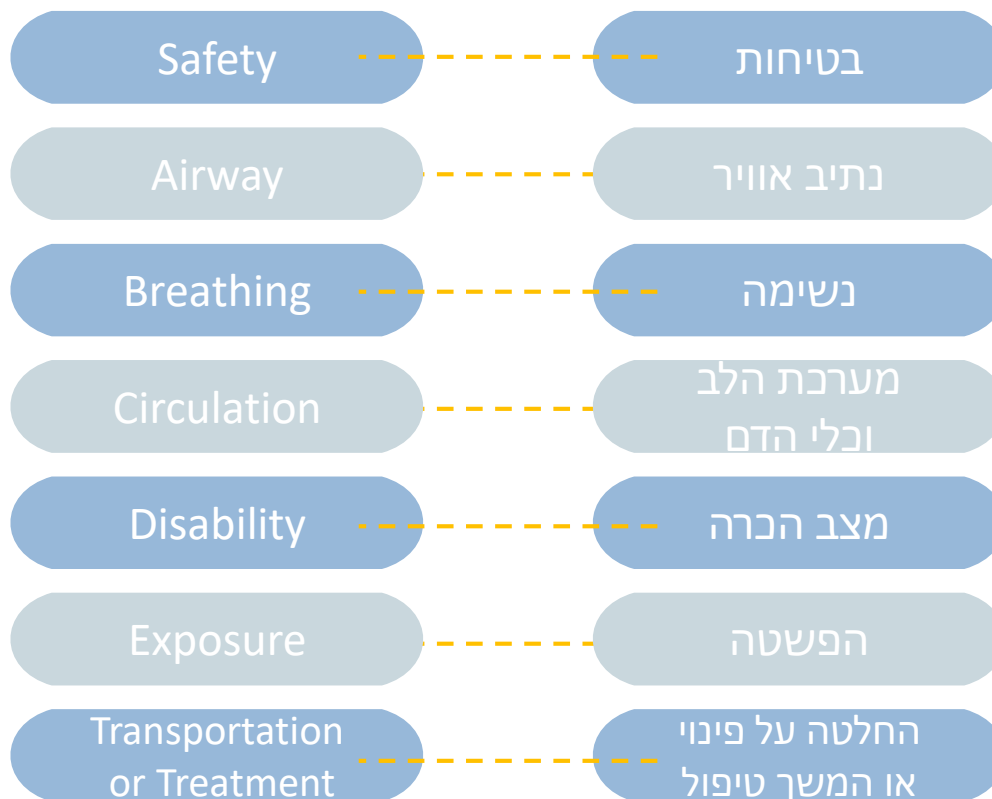 Safety
בטיחות
Airway
נתיב אוויר
Breathing
נשימה
Circulation
מערכת הלב
וכלי הדם
Disability
מצב הכרה
Exposure
הפשטה
Transportation
or Treatment
החלטה על פינוי
או המשך טיפול